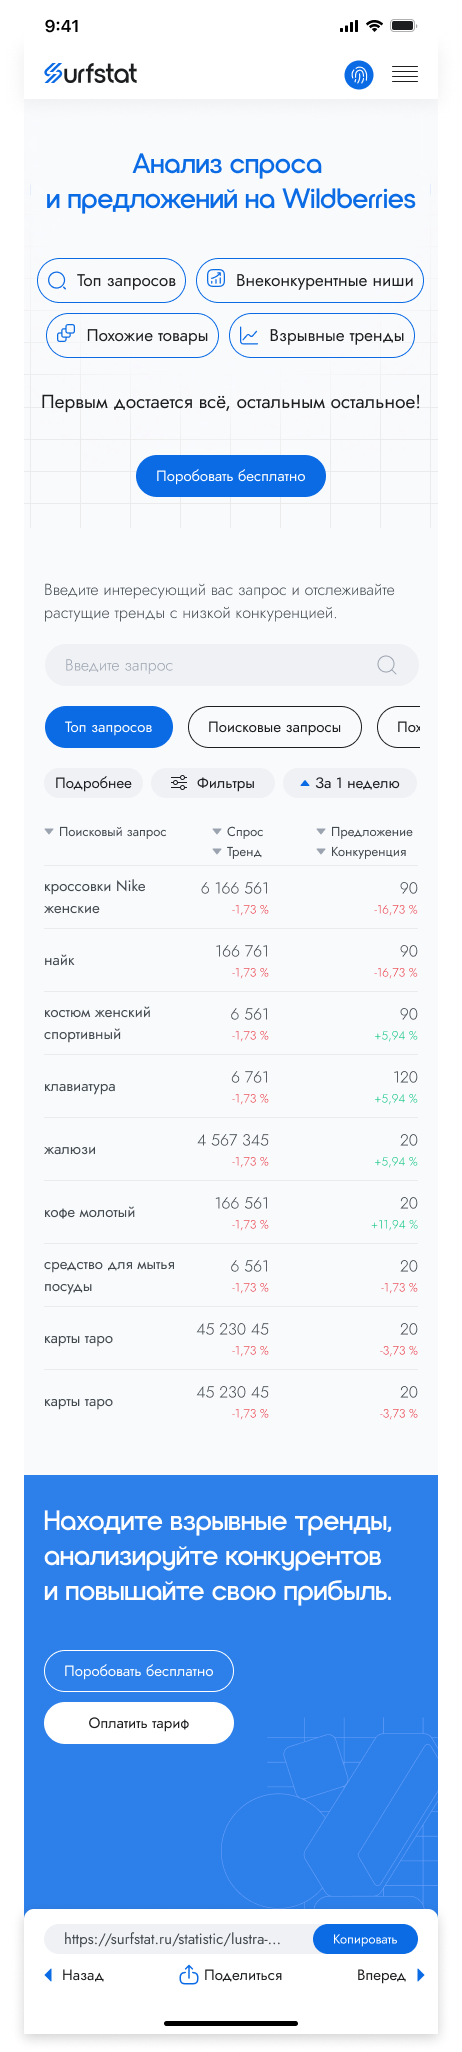 9:41
Surfstat
Анализ спроса
и предложений на Wildberries
Топ запросов
Внеконкурентные ниши
Похожие товары
Взрывные тренды
Первым достается всё, остальным остальное!
Поробовать бесплатно
Введите интересующий вас запрос и отслеживайте
растущие тренды с низкой конкуренцией.
Введите запрос
Топ запросов
Поисковые запросы
Пох
Подробнее
Фильтры
За 1 неделю
Поисковый запрос Спрос Предложение
Тренд Конкуренция
кроссовки Nike 6 166 561 90
женские -1,73 % -16,73 %
найк 166 761 90
-1,73 % -16,73 %
костюм женский 6 561 90
спортивный -1,73 % +5,94 %
клавиатура 6 761 120
-1,73 % +5,94 %
жалюзи 4 567 345 20
-1,73 % +5,94 %
кофе молотый 166 561 20
-1,73 % +11,94 %
средство для мытья 6 561 20
посуды -1,73 % -1,73 %
карты таро 45 230 45 20
-1,73 % -3,73 %
карты таро 45 230 45 20
-1,73 % -3,73 %
Находите взрывные тренды,
анализируйте конкурентов
и повышайте свою прибыль.
Поробовать бесплатно
Оплатить тариф
https://surfstat.ru/statistic/lustra-...
Копировать
Назад
Поделиться
Вперед